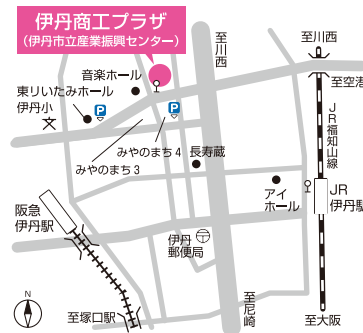 伊丹商工プラザ
(伊丹市立産業振興センター)
至川西
至川西
至空港
音楽ホール
東リいたみホール
伊丹小
P
P
文
みやのまち4
みやのまち3
長寿蔵
JR福知山線
アイ
ホール
JR
伊丹駅
阪急
伊丹駅
伊丹
郵便局
至塚口駅
至尼崎
至大阪
N